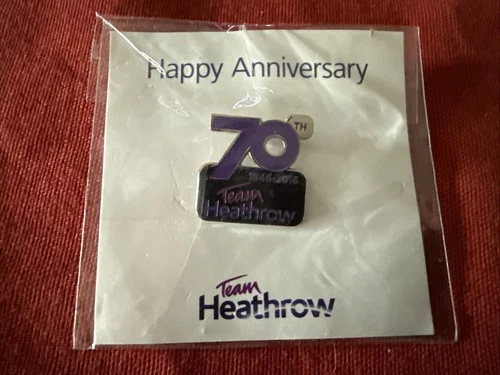 Happy Anniversary
70TH
1946-2016
Team
Heathrow
Team
Heathrow